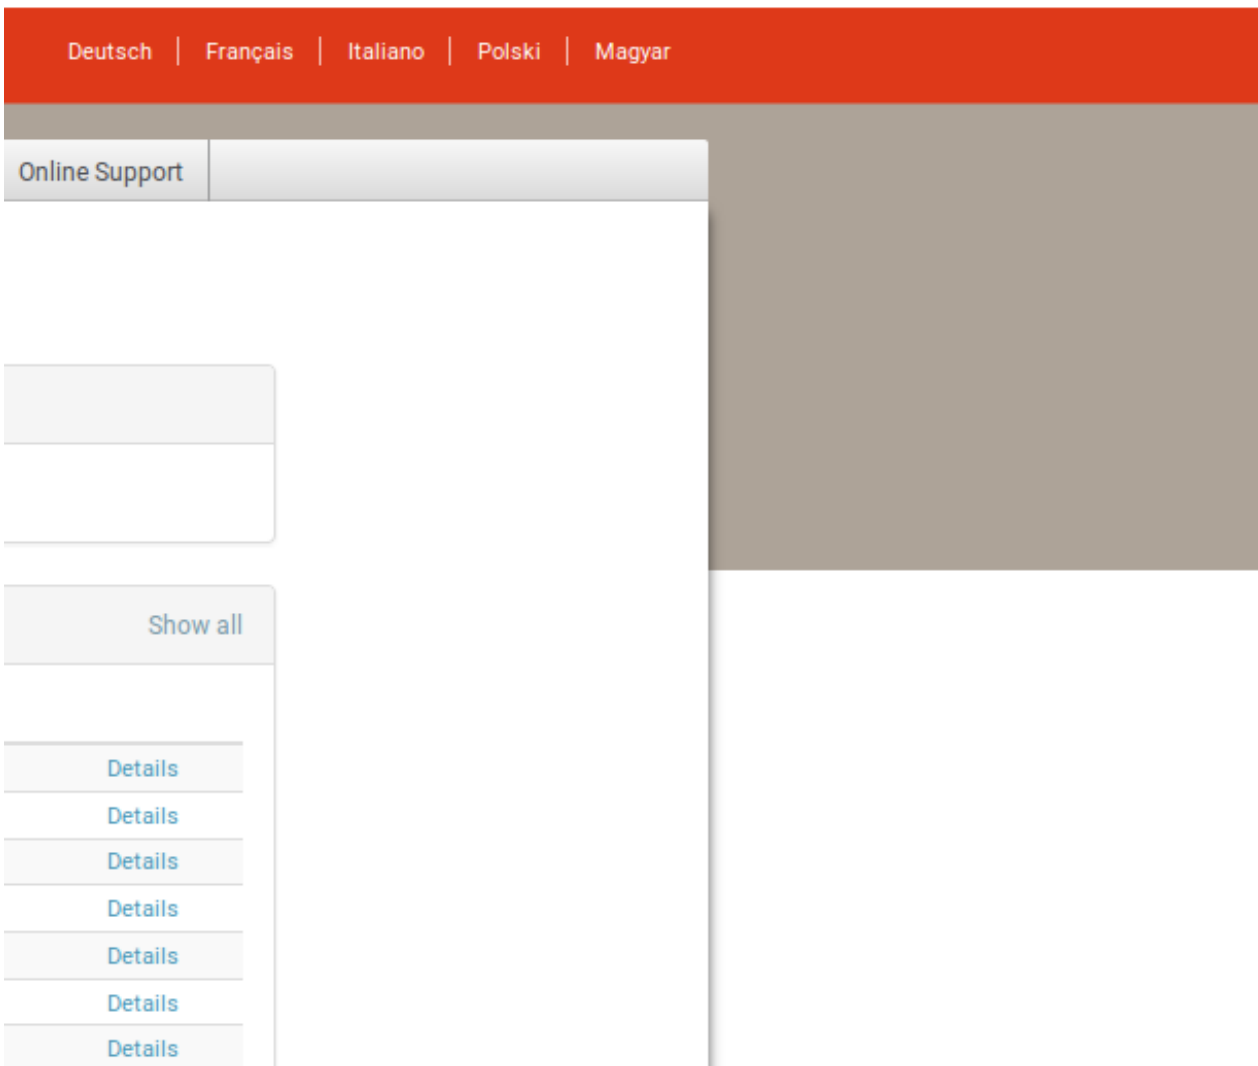 Deutsch | Français | Italiano | Polski | Magyar
Online Support
Show all
Details
Details
Details
Details
Details
Details
Details